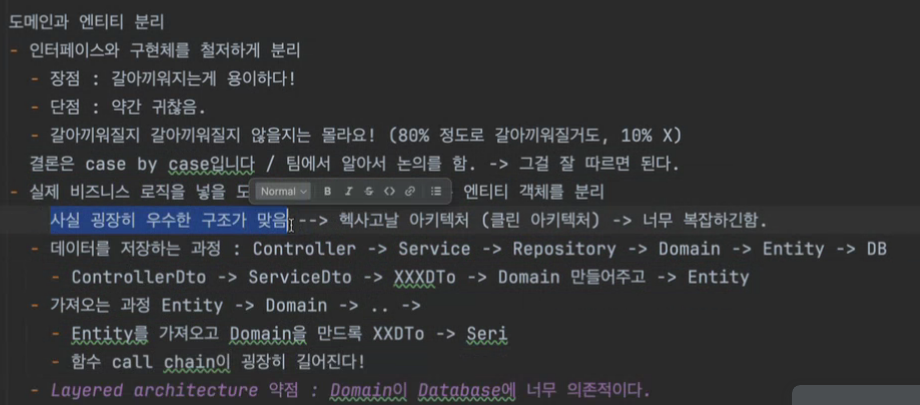 도메인과 엔티티 분리
- 인터페이스와 구현체를 철저하게 분리
- 장점 : 갈아끼워지는게 용이하다!
- 단점 : 약간 귀찮음.
- 갈아끼워질지 갈아끼워질지 않을지는 몰라요! (80% 정도로 갈아끼워질거도, 10% X)
결론은 case by case입니다 / 팀에서 알아서 논의를 함. -> 그걸 잘 따르면 된다.
- 실제 비즈니스 로직을 넣을 도 엔티티 객체를 분리
Normal B I S <>
사실 굉장히 우수한 구조가 맞음 --> 헥사고날 아키텍처 (클린 아키텍처) -> 너무 복잡하긴함.
- 데이터를 저장하는 과정 : Controller -> Service -> Repository -> Domain -> Entity -> DB
- ControllerDto -> ServiceDto -> XXXDTo -> Domain 만들어주고 -> Entity
- 가져오는 과정 Entity -> Domain -> .. ->
- Entity를 가져오고 Domain을 만드록 XXDTo -> Seri
- 함수 call chain이 굉장히 길어진다!
- Layered architecture 약점 : Domain이 Database에 너무 의존적이다.